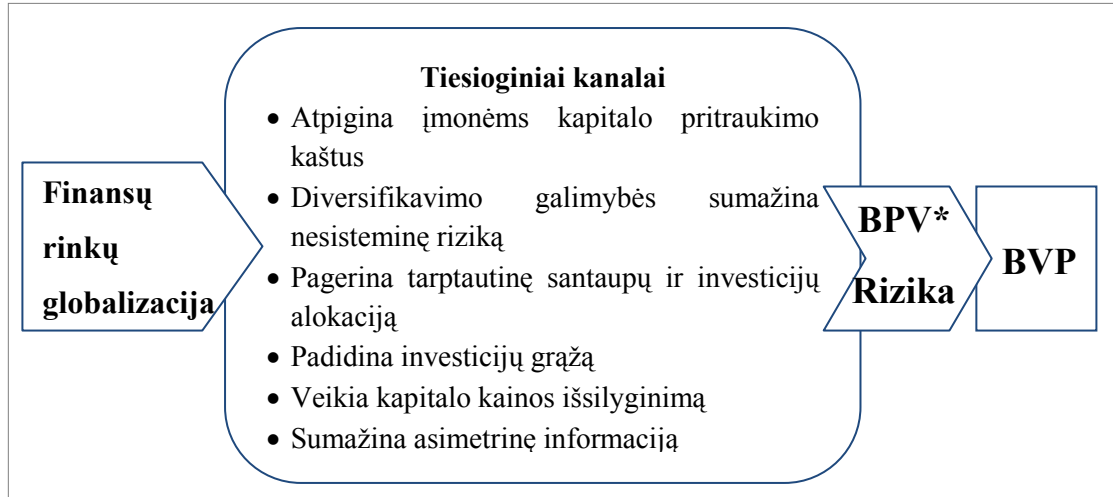 Tiesioginiai kanalai
• Atpigina įmonėms kapitalo pritraukimo
kaštus
• Diversifikavimo galimybės sumažina
nesisteminę riziką
• Pagerina tarptautinę santaupų ir investicijų
alokaciją
• Padidina investicijų grąžą
• Veikia kapitalo kainos išsilyginimą
• Sumažina asimetrinę informaciją
Finansų
rinkų
globalizacija
BPV*
Rizika
BVP